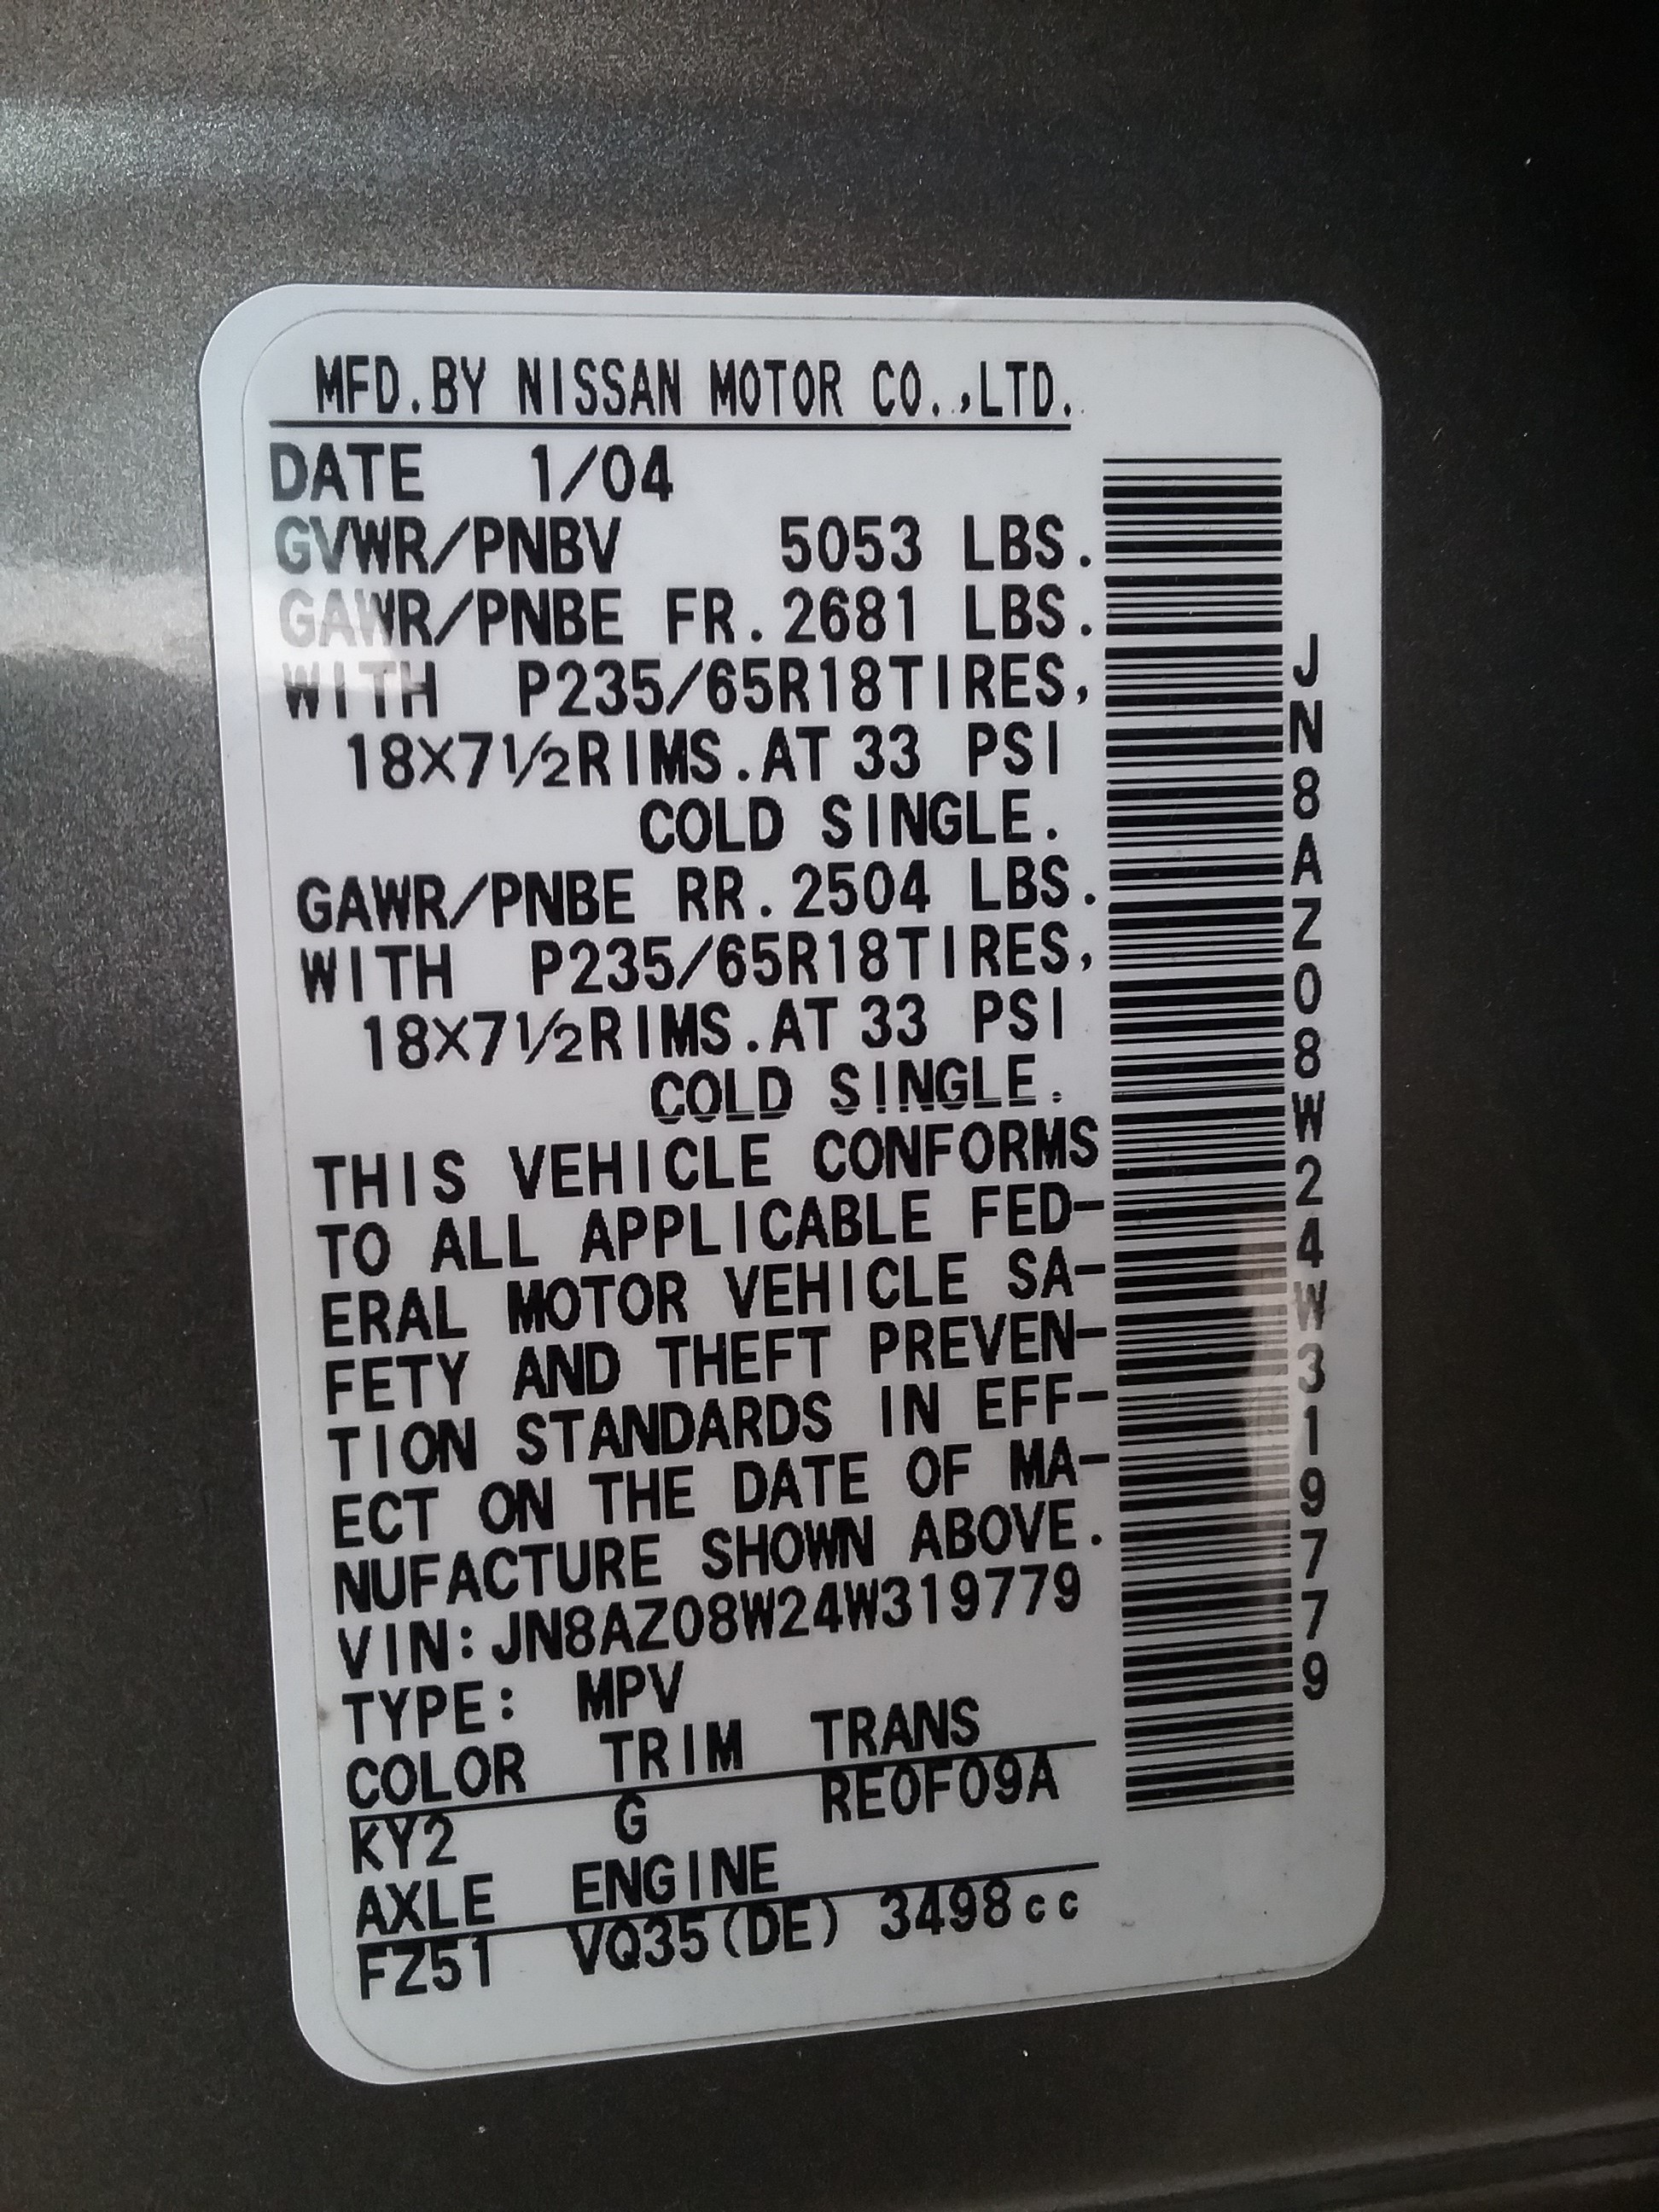 MFD.BY NISSAN MOTOR CO.,LTD.
DATE 1/04
GVWR/PNBV 5053 LBS.
GAWR/PNBE FR.2681 LBS.
WITH P235/65R18TIRES,
18×7½RIMS.AT 33 PSI
COLD SINGLE.
GAWR/PNBE RR.2504 LBS.
WITH P235/65R18TIRES,
18×7½RIMS.AT 33 PSI
COLD SINGLE.
THIS VEHICLE CONFORMS
TO ALL APPLICABLE FED-
ERAL MOTOR VEHICLE SA-
FETY AND THEFT PREVEN-
TION STANDARDS IN EFF-
ECT ON THE DATE OF MA-
NUFACTURE SHOWN ABOVE.
VIN:JN8AZ08W24W319779
TYPE: MPV
COLOR TRIM TRANS
KY2 G RE0F09A
AXLE ENGINE
FZ51 VQ35(DE) 3498cc
JN8AZ08W24W319779